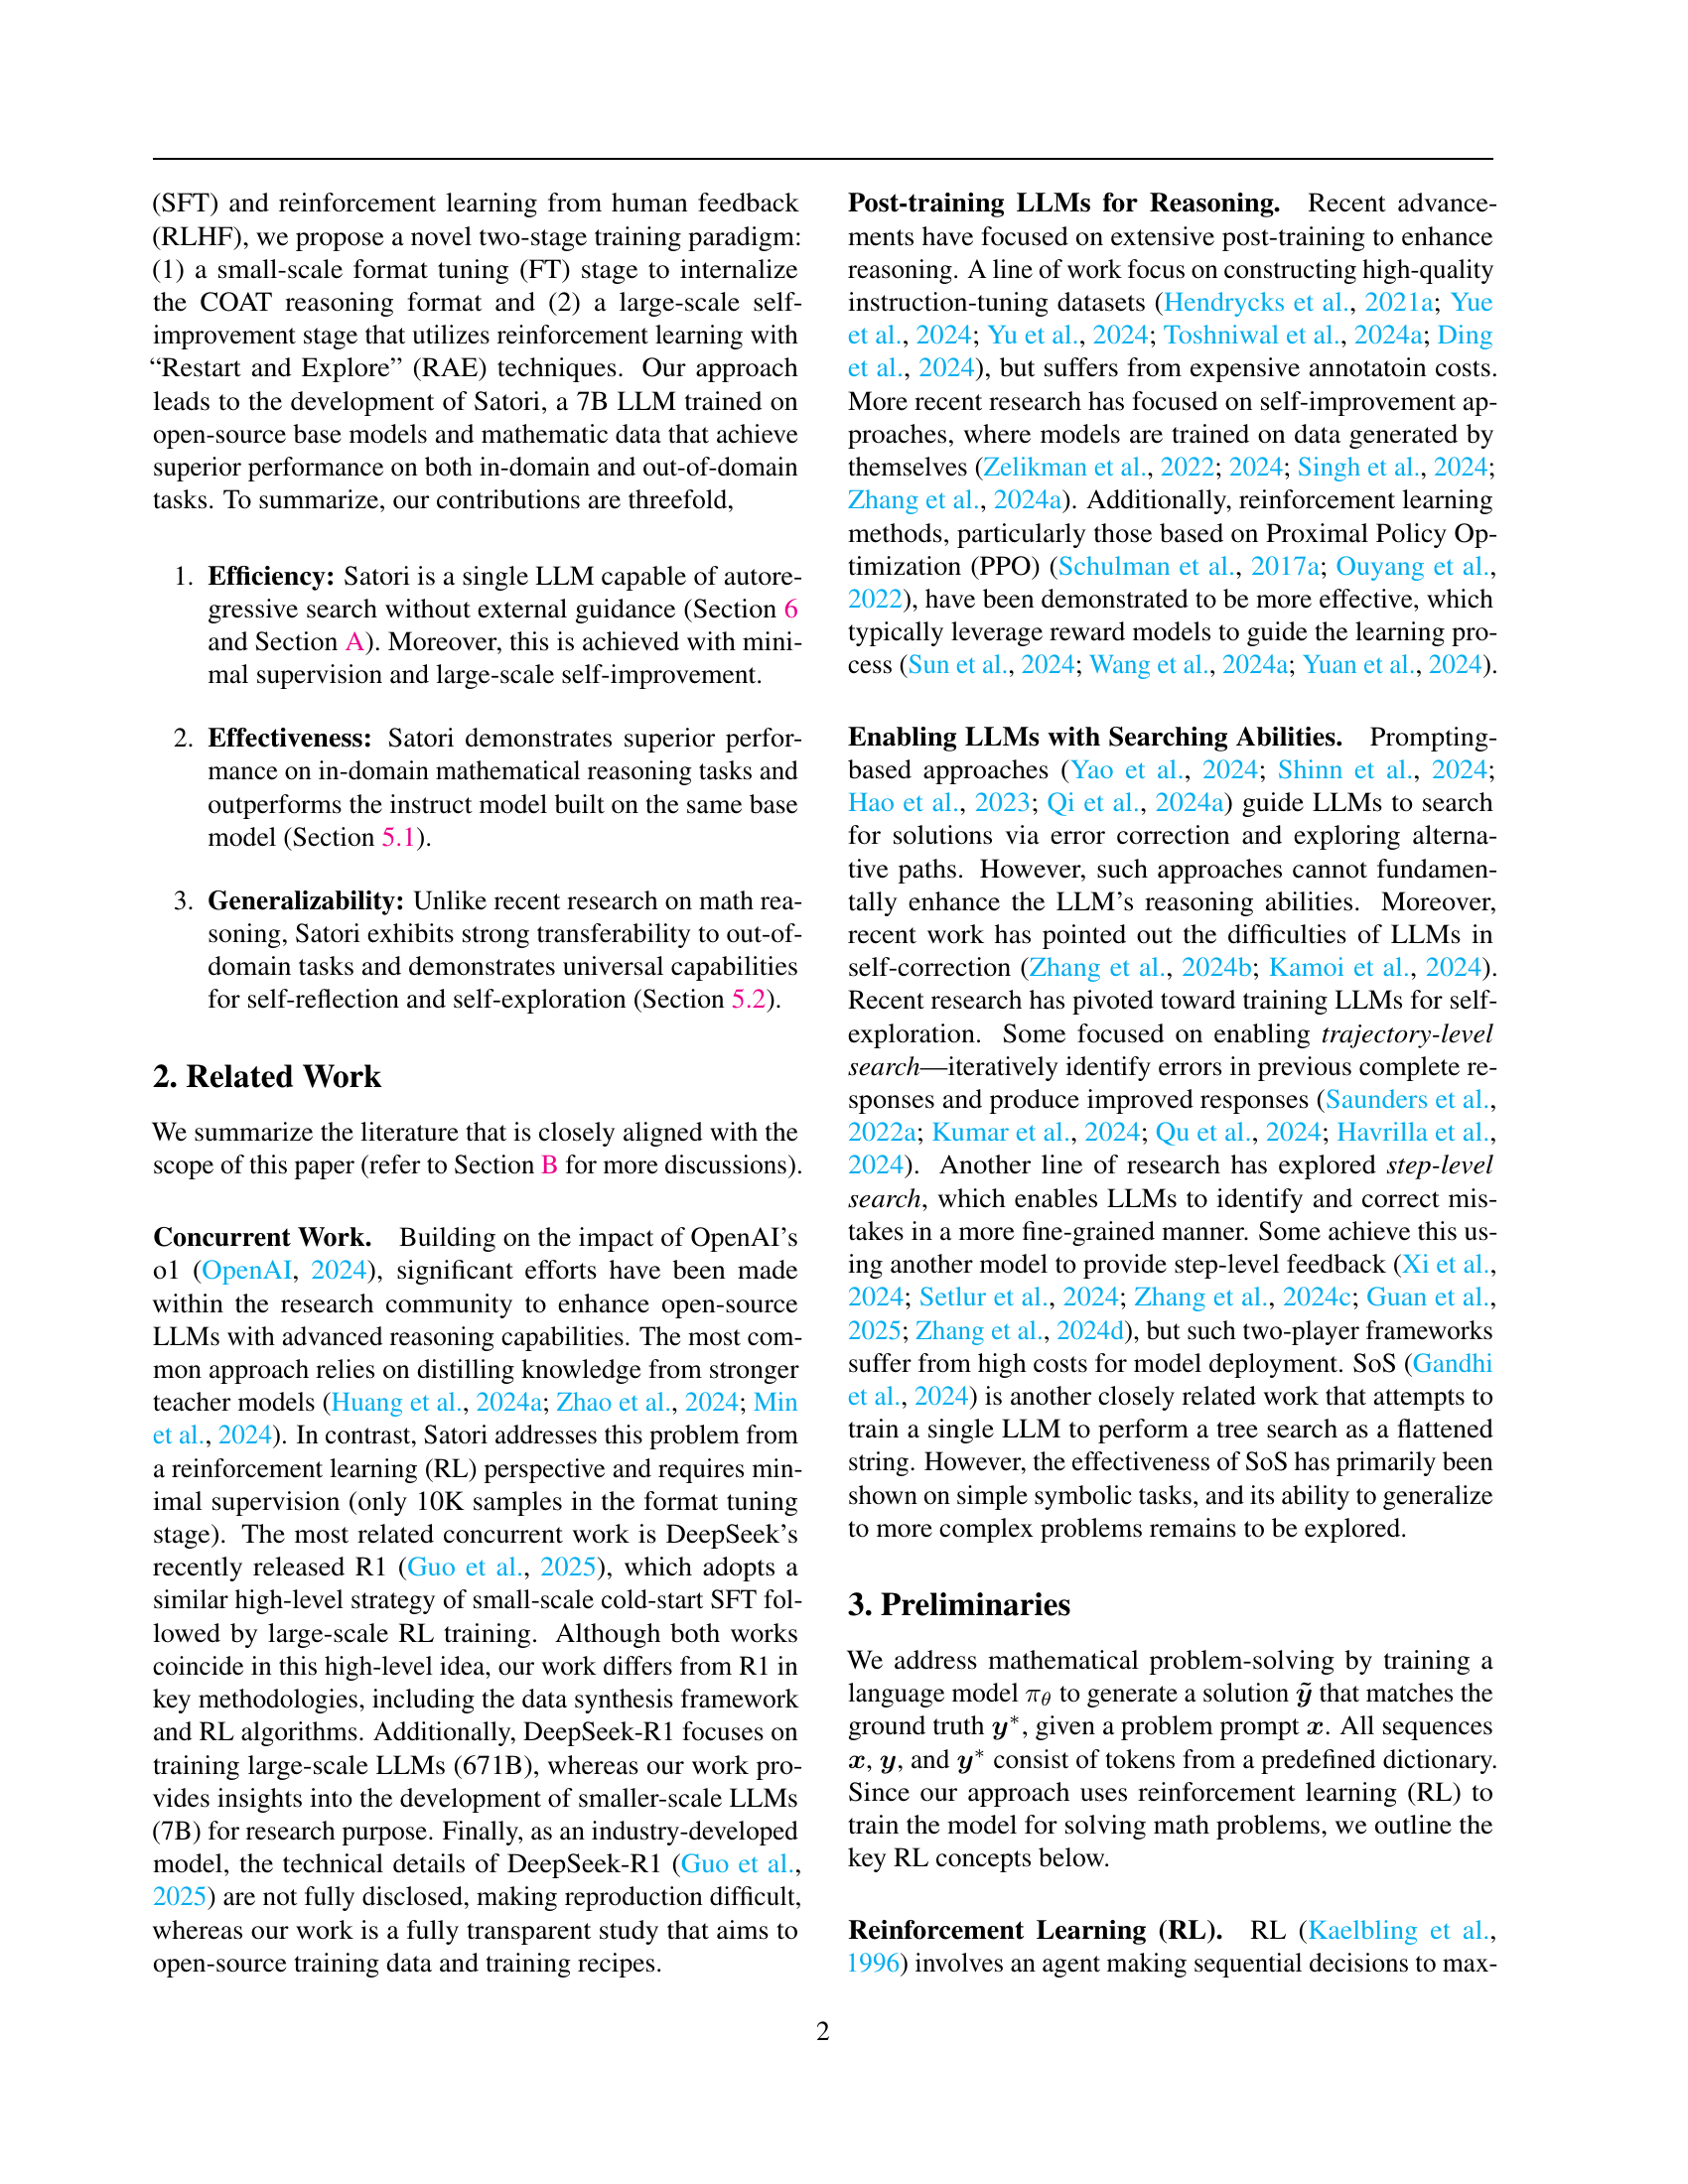 (SFT) and reinforcement learning from human feedback
(RLHF), we propose a novel two-stage training paradigm:
(1) a small-scale format tuning (FT) stage to internalize
the COAT reasoning format and (2) a large-scale self-
improvement stage that utilizes reinforcement learning with
“Restart and Explore” (RAE) techniques. Our approach
leads to the development of Satori, a 7B LLM trained on
open-source base models and mathematic data that achieve
superior performance on both in-domain and out-of-domain
tasks. To summarize, our contributions are threefold,
1. Efficiency: Satori is a single LLM capable of autore-
gressive search without external guidance (Section 6
and Section A). Moreover, this is achieved with mini-
mal supervision and large-scale self-improvement.
2. Effectiveness: Satori demonstrates superior perfor-
mance on in-domain mathematical reasoning tasks and
outperforms the instruct model built on the same base
model (Section 5.1).
3. Generalizability: Unlike recent research on math rea-
soning, Satori exhibits strong transferability to out-of-
domain tasks and demonstrates universal capabilities
for self-reflection and self-exploration (Section 5.2).
2. Related Work
We summarize the literature that is closely aligned with the
scope of this paper (refer to Section B for more discussions).
Concurrent Work. Building on the impact of OpenAI’s
o1 (OpenAI, 2024), significant efforts have been made
within the research community to enhance open-source
LLMs with advanced reasoning capabilities. The most com-
mon approach relies on distilling knowledge from stronger
teacher models (Huang et al., 2024a; Zhao et al., 2024; Min
et al., 2024). In contrast, Satori addresses this problem from
a reinforcement learning (RL) perspective and requires min-
imal supervision (only 10K samples in the format tuning
stage). The most related concurrent work is DeepSeek’s
recently released R1 (Guo et al., 2025), which adopts a
similar high-level strategy of small-scale cold-start SFT fol-
lowed by large-scale RL training. Although both works
coincide in this high-level idea, our work differs from R1 in
key methodologies, including the data synthesis framework
and RL algorithms. Additionally, DeepSeek-R1 focuses on
training large-scale LLMs (671B), whereas our work pro-
vides insights into the development of smaller-scale LLMs
(7B) for research purpose. Finally, as an industry-developed
model, the technical details of DeepSeek-R1 (Guo et al.,
2025) are not fully disclosed, making reproduction difficult,
whereas our work is a fully transparent study that aims to
open-source training data and training recipes.
Post-training LLMs for Reasoning. Recent advance-
ments have focused on extensive post-training to enhance
reasoning. A line of work focus on constructing high-quality
instruction-tuning datasets (Hendrycks et al., 2021a; Yue
et al., 2024; Yu et al., 2024; Toshniwal et al., 2024a; Ding
et al., 2024), but suffers from expensive annotatoin costs.
More recent research has focused on self-improvement ap-
proaches, where models are trained on data generated by
themselves (Zelikman et al., 2022; 2024; Singh et al., 2024;
Zhang et al., 2024a). Additionally, reinforcement learning
methods, particularly those based on Proximal Policy Op-
timization (PPO) (Schulman et al., 2017a; Ouyang et al.,
2022), have been demonstrated to be more effective, which
typically leverage reward models to guide the learning pro-
cess (Sun et al., 2024; Wang et al., 2024a; Yuan et al., 2024).
Enabling LLMs with Searching Abilities. Prompting-
based approaches (Yao et al., 2024; Shinn et al., 2024;
Hao et al., 2023; Qi et al., 2024a) guide LLMs to search
for solutions via error correction and exploring alterna-
tive paths. However, such approaches cannot fundamen-
tally enhance the LLM’s reasoning abilities. Moreover,
recent work has pointed out the difficulties of LLMs in
self-correction (Zhang et al., 2024b; Kamoi et al., 2024).
Recent research has pivoted toward training LLMs for self-
exploration. Some focused on enabling trajectory-level
search—iteratively identify errors in previous complete re-
sponses and produce improved responses (Saunders et al.,
2022a; Kumar et al., 2024; Qu et al., 2024; Havrilla et al.,
2024). Another line of research has explored step-level
search, which enables LLMs to identify and correct mis-
takes in a more fine-grained manner. Some achieve this us-
ing another model to provide step-level feedback (Xi et al.,
2024; Setlur et al., 2024; Zhang et al., 2024c; Guan et al.,
2025; Zhang et al., 2024d), but such two-player frameworks
suffer from high costs for model deployment. SoS (Gandhi
et al., 2024) is another closely related work that attempts to
train a single LLM to perform a tree search as a flattened
string. However, the effectiveness of SoS has primarily been
shown on simple symbolic tasks, and its ability to generalize
to more complex problems remains to be explored.
3. Preliminaries
We address mathematical problem-solving by training a
language model πθ to generate a solution ỹ that matches the
ground truth y*, given a problem prompt x. All sequences
x, y, and y* consist of tokens from a predefined dictionary.
Since our approach uses reinforcement learning (RL) to
train the model for solving math problems, we outline the
key RL concepts below.
Reinforcement Learning (RL). RL (Kaelbling et al.,
1996) involves an agent making sequential decisions to max-
2